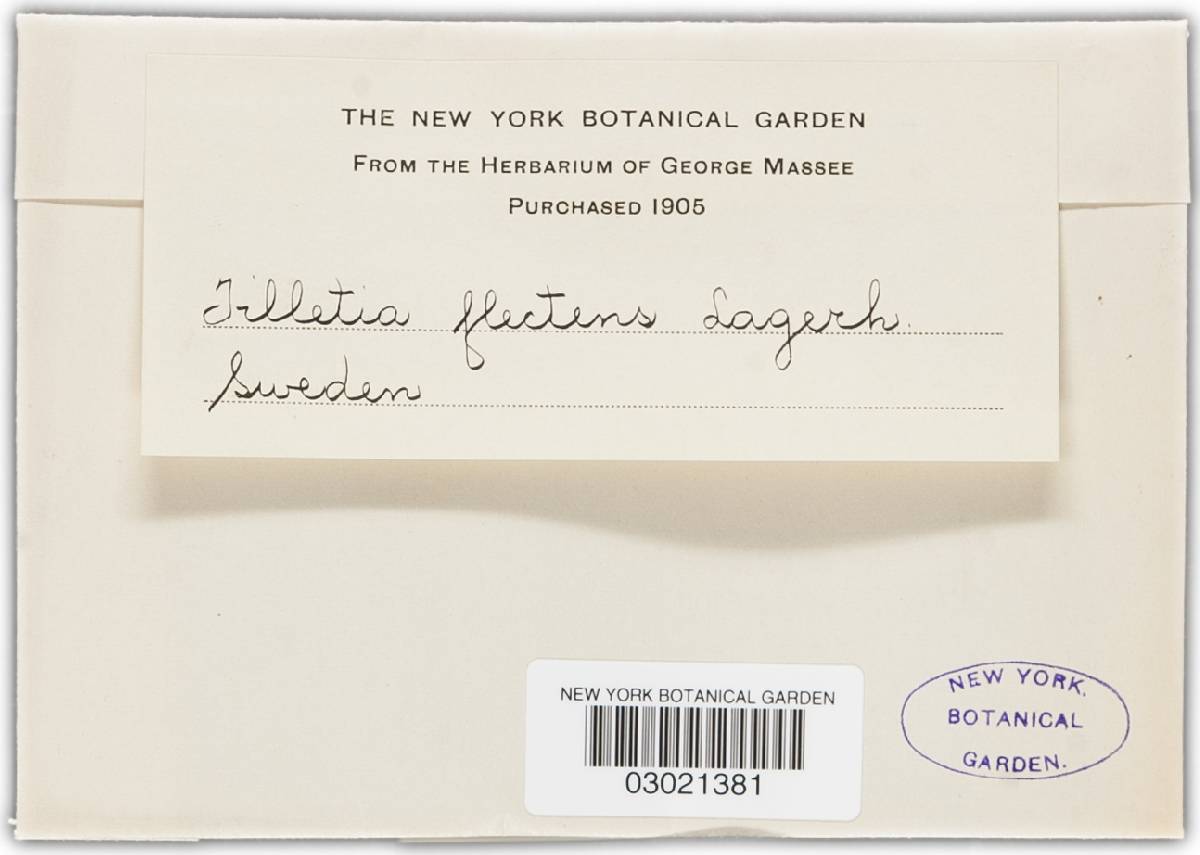 THE NEW YORK BOTANICAL GARDEN
FROM THE HERBARIUM OF GEORGE MASSEE
PURCHASED 1905
Tilletia flectens Lagerh.
Sweden
NEW YORK BOTANICAL GARDEN
03021381
NEW YORK.
BOTANICAL
GARDEN.